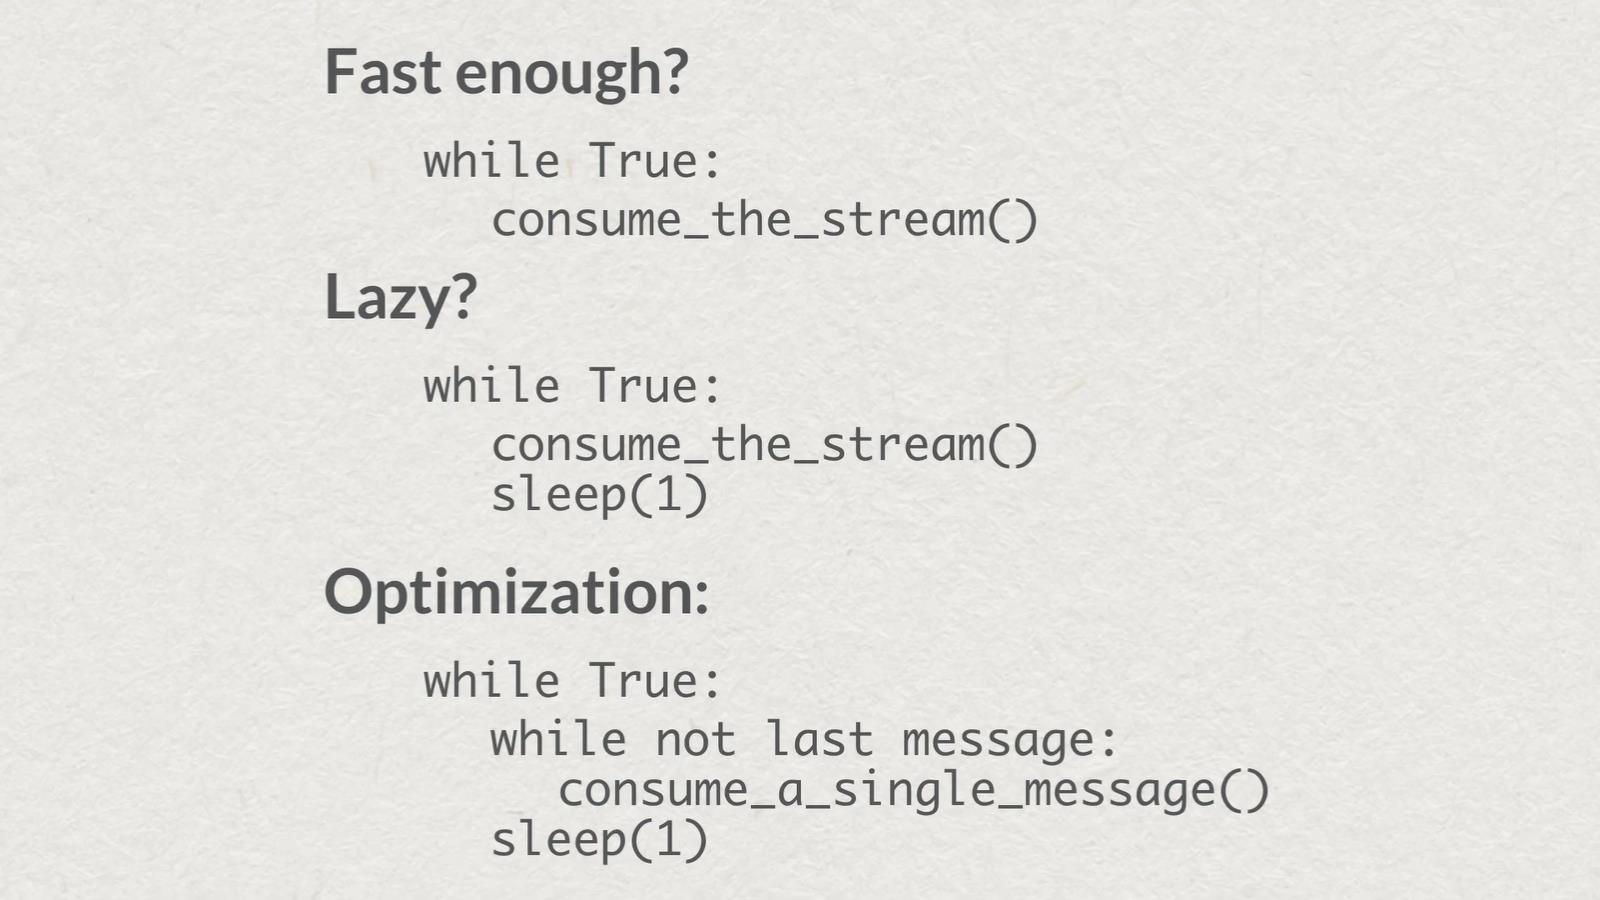 Fast enough?
while True:
consume_the_stream()
Lazy?
while True:
consume_the_stream()
sleep(1)
Optimization:
while True:
while not last message:
consume_a_single_message()
sleep(1)